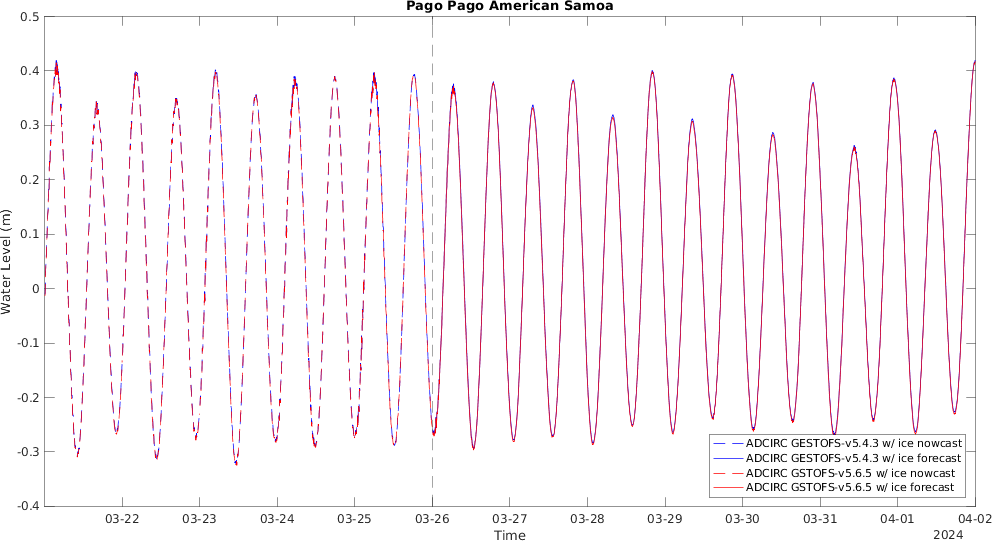 Pago Pago American Samoa
Water Level (m)
0.5
0.4
0.3
0.2
0.1
0
-0.1
-0.2
-0.3
-0.4
ADCIRC GESTOFS-v5.4.3 w/ ice nowcast
ADCIRC GESTOFS-v5.4.3 w/ ice forecast
ADCIRC GSTOFS-v5.6.5 w/ ice nowcast
ADCIRC GSTOFS-v5.6.5 w/ ice forecast
03-22 03-23 03-24 03-25 03-26 03-27 03-28 03-29 03-30 03-31 04-01 04-02
Time
2024